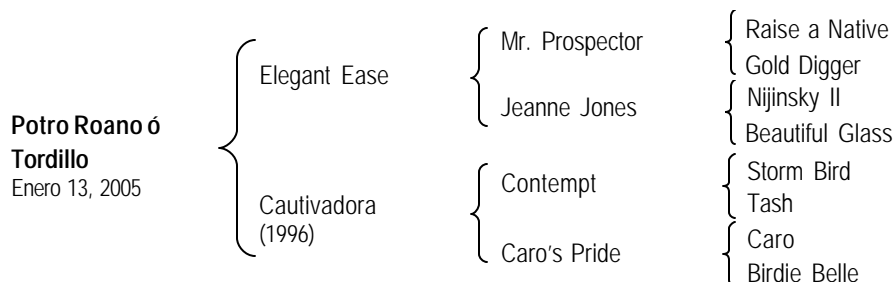 Potro Roano ó
Tordillo
Enero 13, 2005
Elegant Ease
Cautivadora
(1996)
Mr. Prospector
Jeanne Jones
Contempt
Caro's Pride
Raise a Native
Gold Digger
Nijinsky II
Beautiful Glass
Storm Bird
Tash
Caro
Birdie Belle